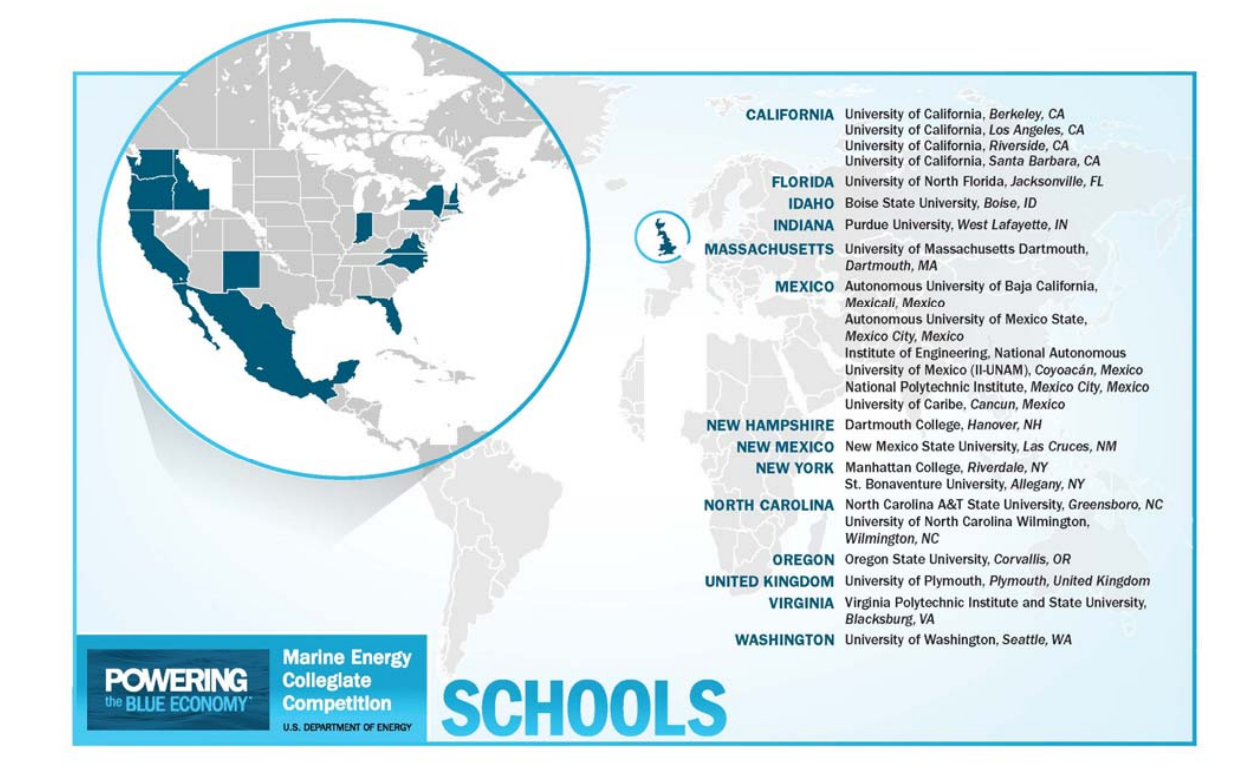 CALIFORNIA University of California, Berkeley, CA
University of California, Los Angeles, CA
University of California, Riverside, CA
University of California, Santa Barbara, CA
FLORIDA University of North Florida, Jacksonville, FL
IDAHO Boise State University, Boise, ID
INDIANA Purdue University, West Lafayette, IN
MASSACHUSETTS University of Massachusetts Dartmouth,
Dartmouth, MA
MEXICO Autonomous University of Baja California,
Mexicali, Mexico
Autonomous University of Mexico State,
Mexico City, Mexico
Institute of Engineering, National Autonomous
University of Mexico (II-UNAM), Coyoacán, Mexico
National Polytechnic Institute, Mexico City, Mexico
University of Caribe, Cancun, Mexico
NEW HAMPSHIRE Dartmouth College, Hanover, NH
NEW MEXICO New Mexico State University, Las Cruces, NM
NEW YORK Manhattan College, Riverdale, NY
St. Bonaventure University, Allegany, NY
NORTH CAROLINA North Carolina A&T State University, Greensboro, NC
University of North Carolina Wilmington,
Wilmington, NC
OREGON Oregon State University, Corvallis, OR
UNITED KINGDOM University of Plymouth, Plymouth, United Kingdom
VIRGINIA Virginia Polytechnic Institute and State University,
Blacksburg, VA
WASHINGTON University of Washington, Seattle, WA
POWERING
the BLUE ECONOMY
Marine Energy
Collegiate
Competition
U.S. DEPARTMENT OF ENERGY
SCHOOLS